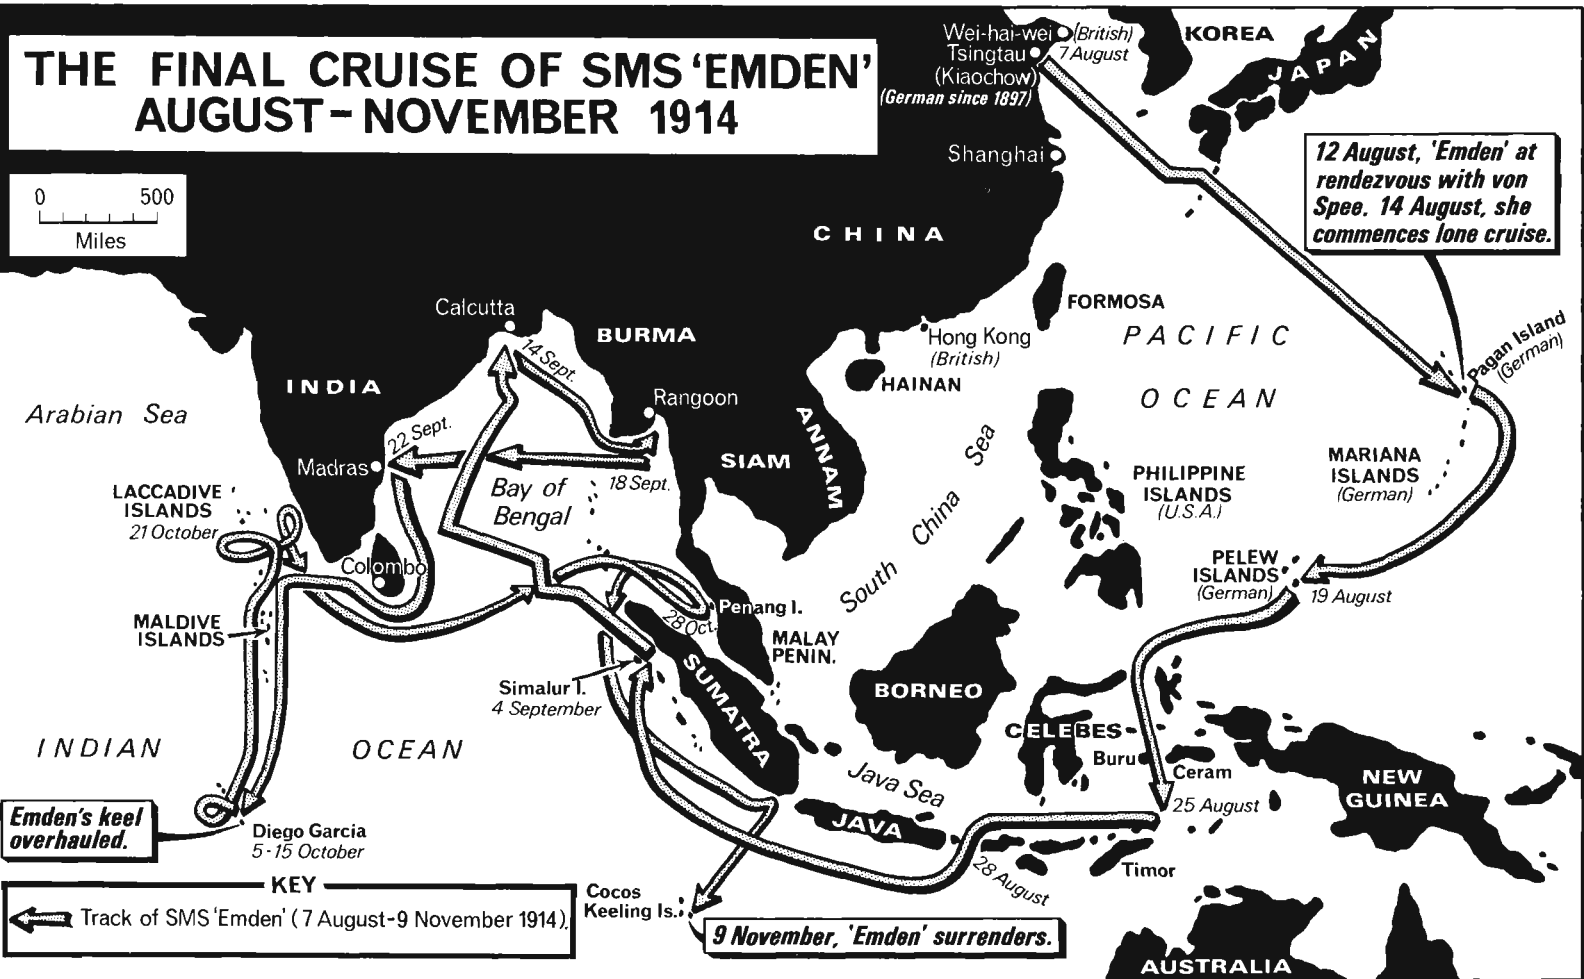 THE FINAL CRUISE OF SMS 'EMDEN'
AUGUST-NOVEMBER 1914
0 500
Miles
Wei-hai-wei (British)
Tsingtau 7 August
(Kiaochow)
(German since 1897)
KOREA
JAPAN
Shanghai
12 August, 'Emden' at
rendezvous with von
Spee. 14 August, she
commences lone cruise.
CHINA
Calcutta
BURMA
FORMOSA
PACIFIC
OCEAN
Hong Kong
(British)
HAINAN
Pagan Island
(German)
14 Sept.
INDIA
Arabian Sea
Rangoon
22 Sept.
Madras
SIAM
ANNAM
18 Sept.
Bay of
Bengal
South China Sea
PHILIPPINE
ISLANDS
(U.S.A.)
MARIANA
ISLANDS
(German)
LACCADIVE
ISLANDS
21 October
Colombo
PELEW
ISLANDS
(German)
19 August
MALDIVE
ISLANDS
Penang I.
28 Oct.
MALAY
PENIN.
Simalur I.
4 September
SUMATRA
BORNEO
CELEBES
Buru
Ceram
25 August
NEW
GUINEA
INDIAN OCEAN
Java Sea
JAVA
Emden's keel
overhauled.
Diego Garcia
5-15 October
28 August
Timor
KEY
Track of SMS 'Emden' (7 August-9 November 1914).
Cocos
Keeling Is.
9 November, 'Emden' surrenders.
AUSTRALIA